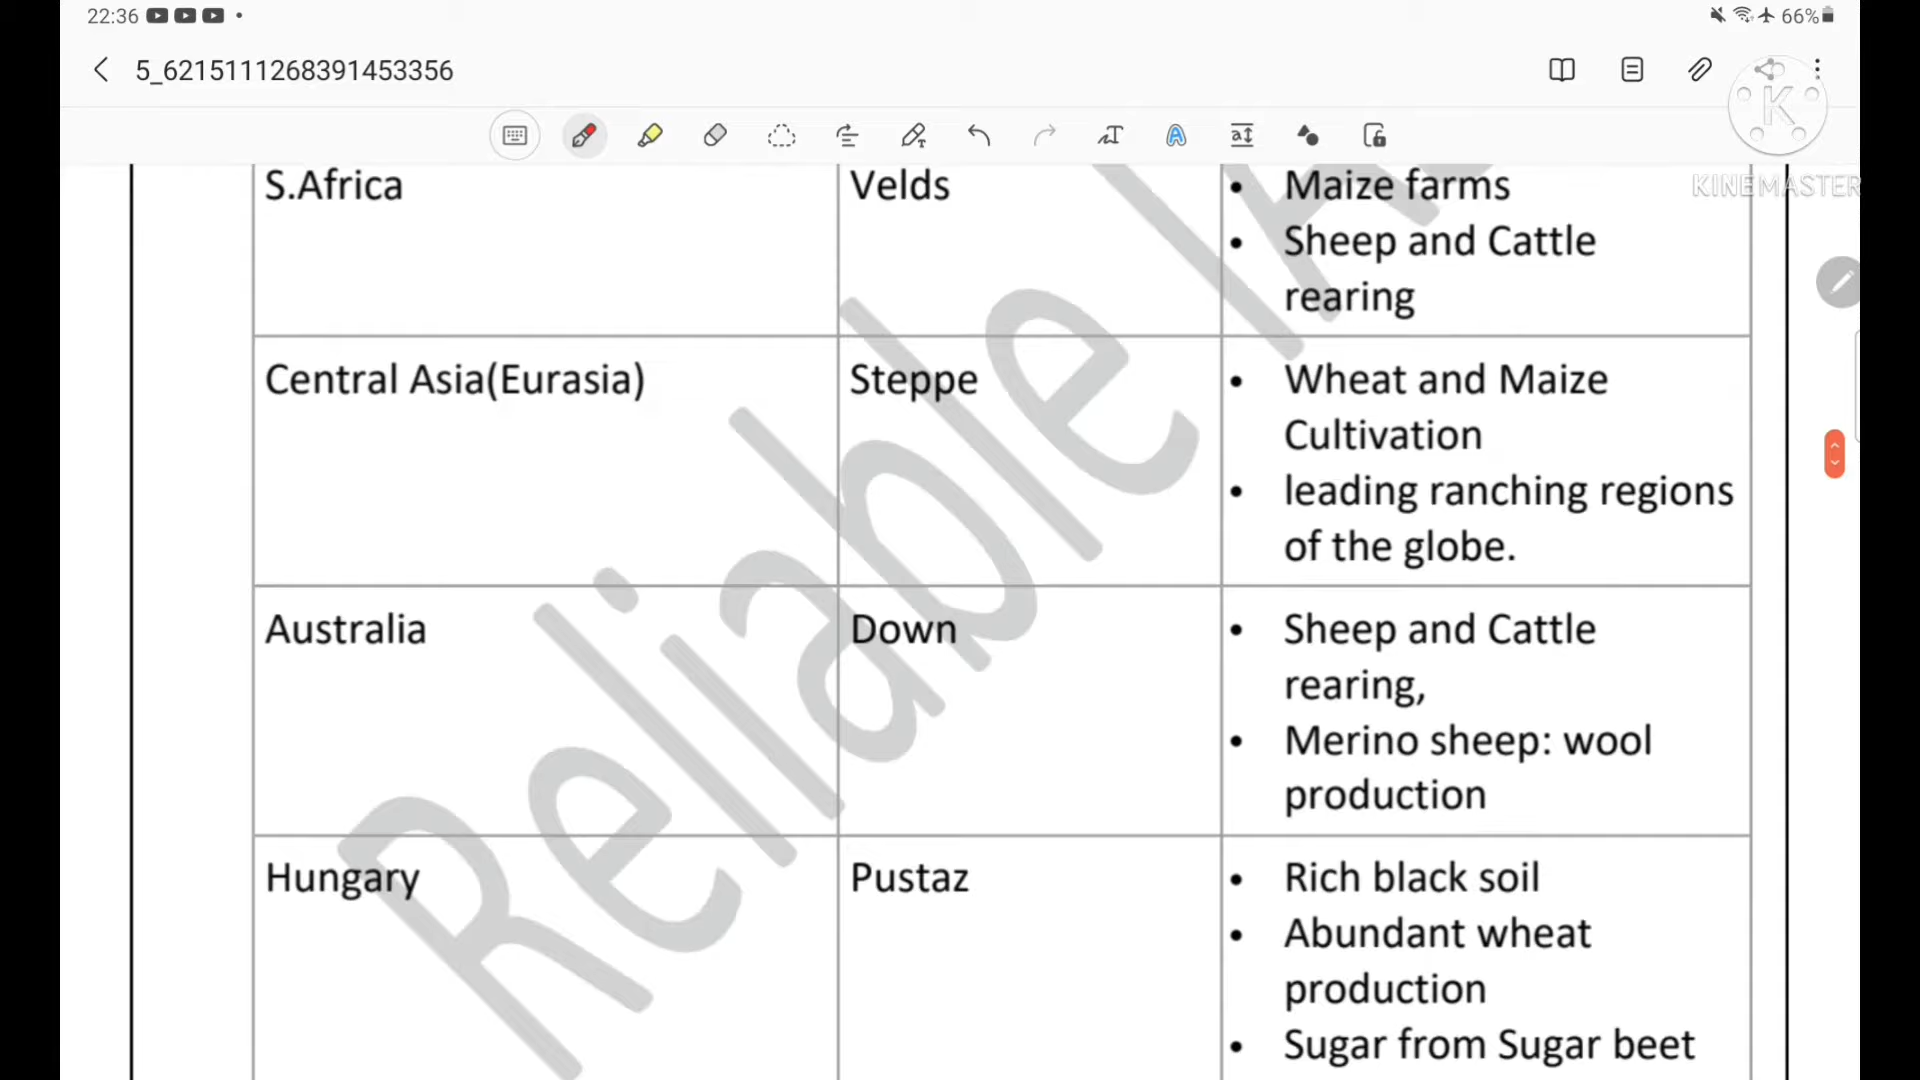 22:36
66%
5_6215111268391453356
KINEMASTER
S.Africa
Velds
• Maize farms
• Sheep and Cattle
rearing
Central Asia(Eurasia)
Steppe
• Wheat and Maize
Cultivation
• leading ranching regions
of the globe.
Australia
Down
• Sheep and Cattle
rearing,
• Merino sheep: wool
production
Hungary
Pustaz
• Rich black soil
• Abundant wheat
production
• Sugar from Sugar beet
Reliable